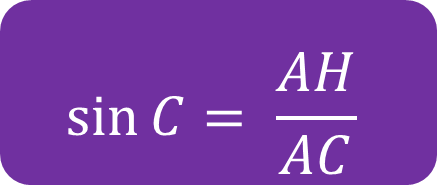 sin C = AH/AC